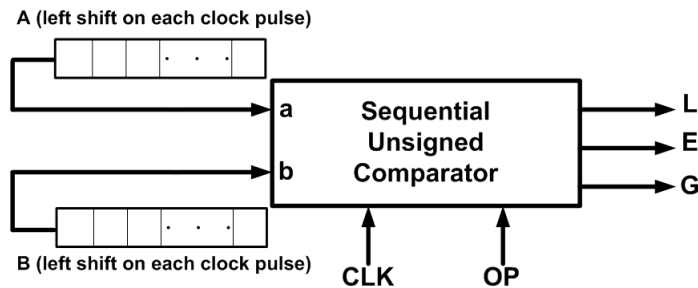 A (left shift on each clock pulse)
. . .
a
Sequential
Unsigned
Comparator
b
L
E
G
. . .
B (left shift on each clock pulse)
CLK
OP